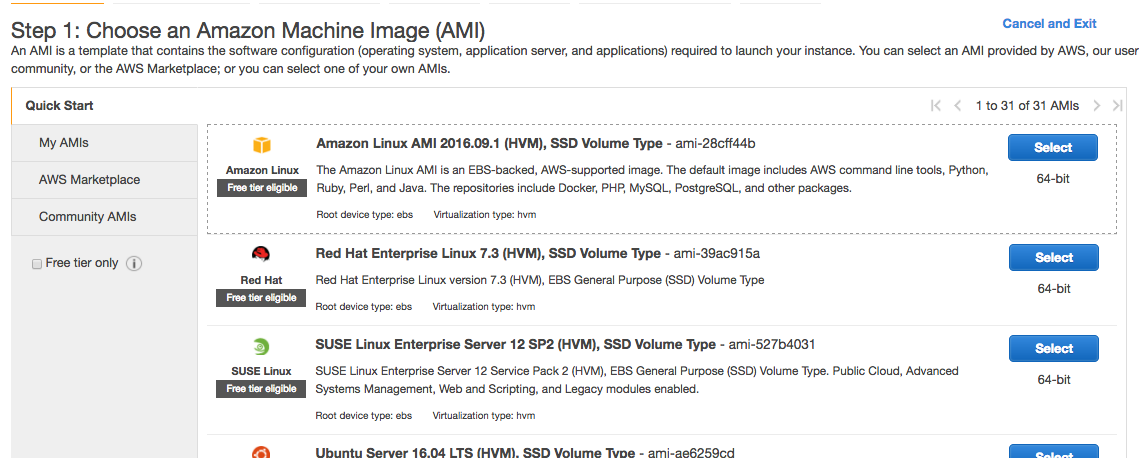 Step 1: Choose an Amazon Machine Image (AMI)
Cancel and Exit
An AMI is a template that contains the software configuration (operating system, application server, and applications) required to launch your instance. You can select an AMI provided by AWS, our user
community, or the AWS Marketplace; or you can select one of your own AMIs.
Quick Start
1 to 31 of 31 AMIs
My AMIs
AWS Marketplace
Community AMIs
Free tier only
Amazon Linux
Free tier eligible
Amazon Linux AMI 2016.09.1 (HVM), SSD Volume Type - ami-28cff44b
The Amazon Linux AMI is an EBS-backed, AWS-supported image. The default image includes AWS command line tools, Python,
Ruby, Perl, and Java. The repositories include Docker, PHP, MySQL, PostgreSQL, and other packages.
Root device type: ebs Virtualization type: hvm
Select
64-bit
Red Hat
Free tier eligible
Red Hat Enterprise Linux 7.3 (HVM), SSD Volume Type - ami-39ac915a
Red Hat Enterprise Linux version 7.3 (HVM), EBS General Purpose (SSD) Volume Type
Root device type: ebs Virtualization type: hvm
Select
64-bit
SUSE Linux
Free tier eligible
SUSE Linux Enterprise Server 12 SP2 (HVM), SSD Volume Type - ami-527b4031
SUSE Linux Enterprise Server 12 Service Pack 2 (HVM), EBS General Purpose (SSD) Volume Type. Public Cloud, Advanced
Systems Management, Web and Scripting, and Legacy modules enabled.
Root device type: ebs Virtualization type: hvm
Select
64-bit
Ubuntu Server 16.04 LTS (HVM), SSD Volume Type - ami-ae6259cd
Select